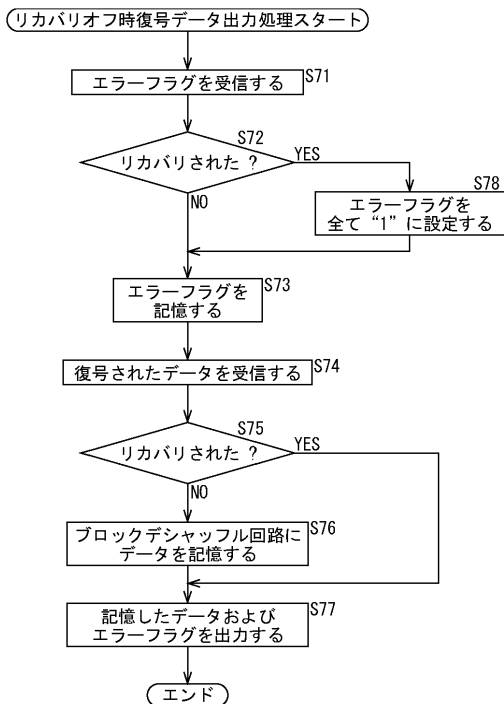 リカバリオフ時復号データ出力処理スタート
エラーフラグを受信する
S71
S72
リカバリされた ?
YES
NO
S78
エラーフラグを
全て “1” に設定する
S73
エラーフラグを
記憶する
S74
復号されたデータを受信する
S75
リカバリされた ?
YES
NO
S76
ブロックデシャッフル回路に
データを記憶する
S77
記憶したデータおよび
エラーフラグを出力する
エンド